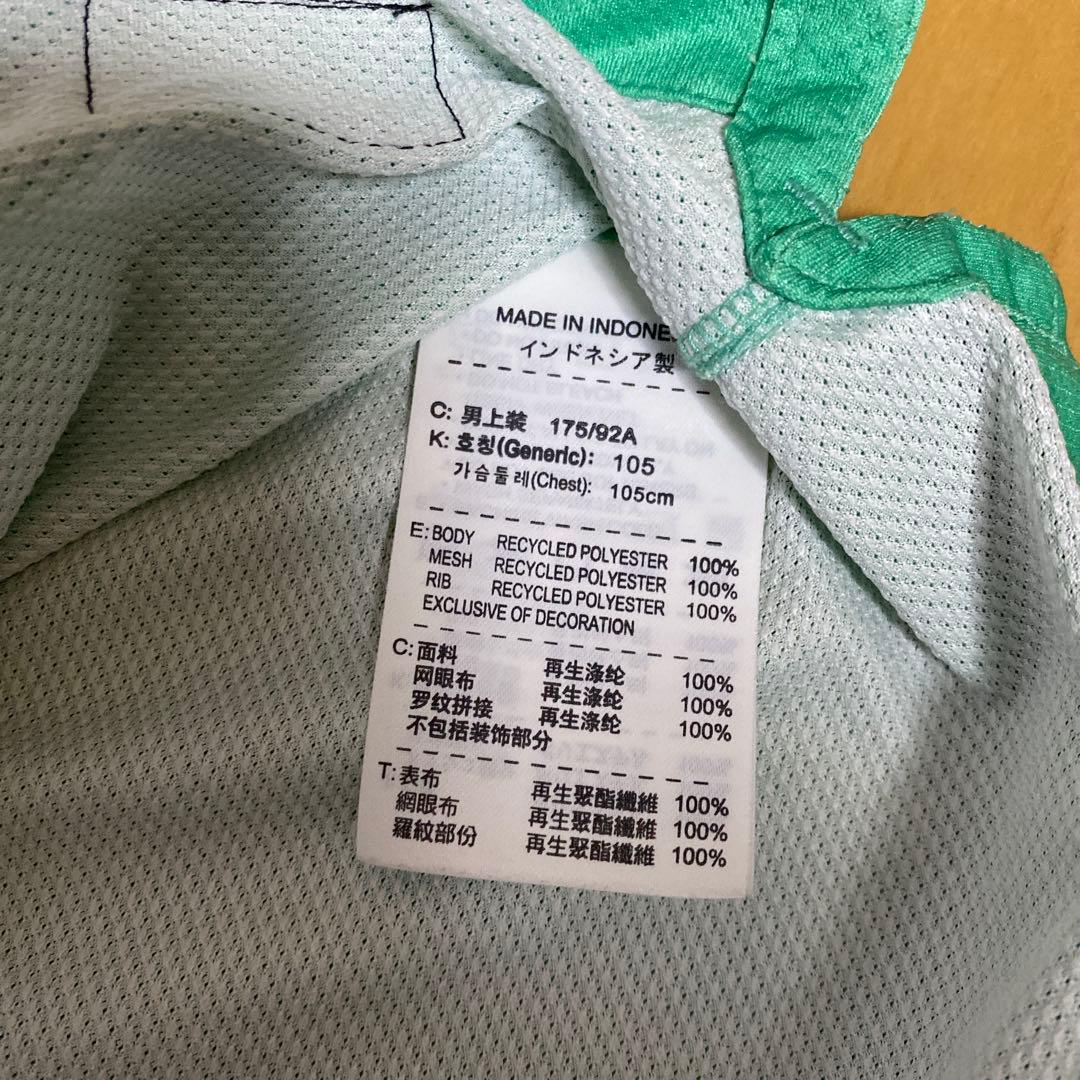 MADE IN INDONES
インドネシア製
C: 男上装 175/92A
K: 호칭(Generic): 105
가슴둘레(Chest): 105cm
E: BODY RECYCLED POLYESTER 100%
MESH RECYCLED POLYESTER 100%
RIB RECYCLED POLYESTER 100%
EXCLUSIVE OF DECORATION
C: 面料 再生涤纶 100%
网眼布 再生涤纶 100%
罗纹拼接 再生涤纶 100%
不包括装饰部分
T: 表布 再生聚酯纖維 100%
網眼布 再生聚酯纖維 100%
羅紋部份 再生聚酯纖維 100%